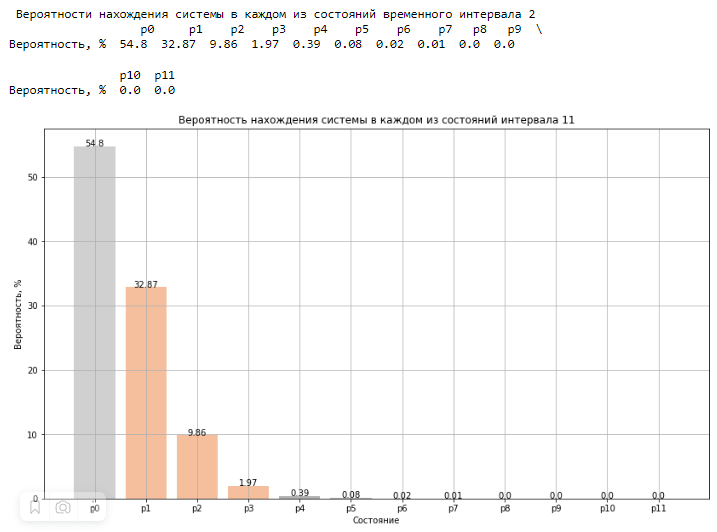 Вероятности нахождения системы в каждом из состояний временного интервала 2
p0 p1 p2 p3 p4 p5 p6 p7 p8 p9 \
Вероятность, % 54.8 32.87 9.86 1.97 0.39 0.08 0.02 0.01 0.0 0.0
p10 p11
Вероятность, % 0.0 0.0
Вероятность нахождения системы в каждом из состояний интервала 11
54.8
50
40
32.87
30
20
10
9.86
1.97
0.39
0.08
0.02
0.01
0.0
0.0
0.0
0.0
0
Вероятность, %
p0 p1 p2 p3 p4 p5 p6 p7 p8 p9 p10 p11
Состояние